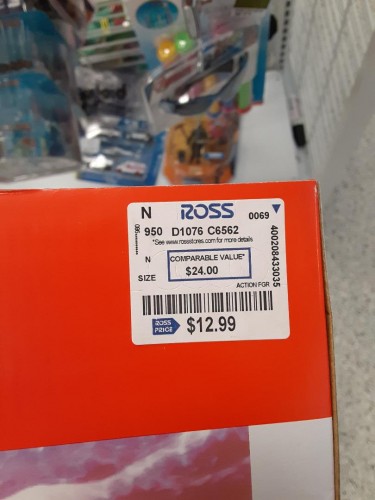 N ROSS 0069
950 D1076 C6562
*See www.rossstores.com for more details
N COMPARABLE VALUE*
SIZE $24.00
ACTION FGR
400208433035
ROSS PRICE $12.99